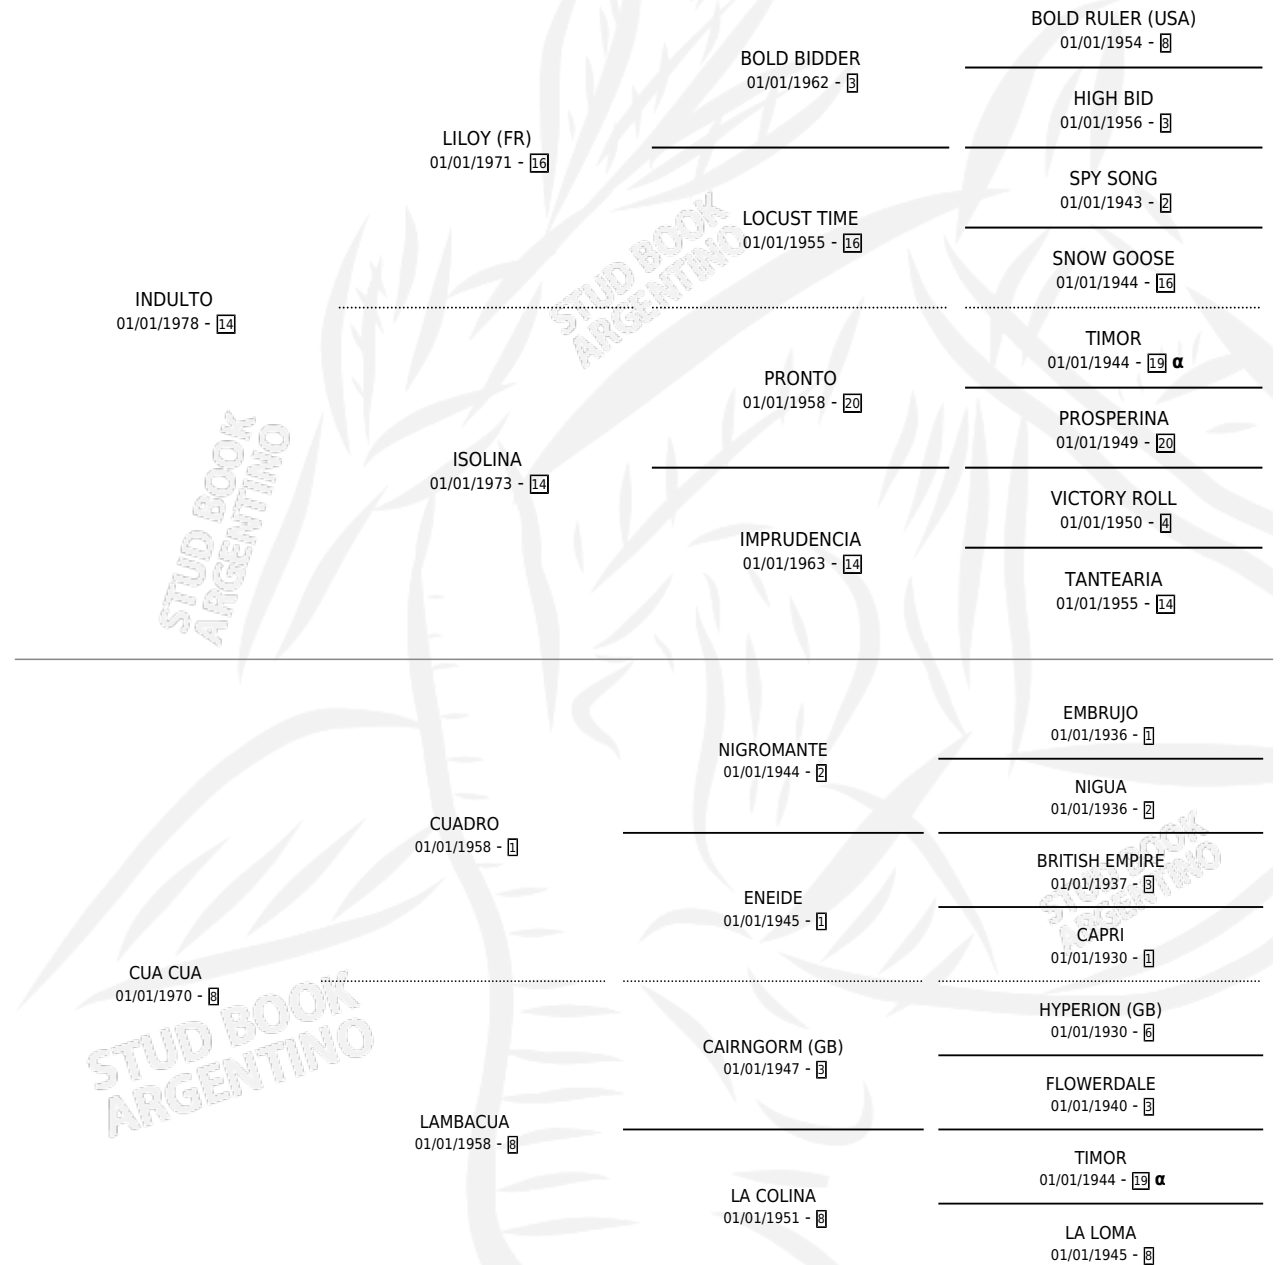 BOLD RULER (USA)
01/01/1954 - 8
BOLD BIDDER
01/01/1962 - 3
HIGH BID
01/01/1956 - 3
LILOY (FR)
01/01/1971 - 16
SPY SONG
01/01/1943 - 2
LOCUST TIME
01/01/1955 - 16
SNOW GOOSE
01/01/1944 - 16
INDULTO
01/01/1978 - 14
TIMOR
01/01/1944 - 19 α
PRONTO
01/01/1958 - 20
PROSPERINA
01/01/1949 - 20
ISOLINA
01/01/1973 - 14
VICTORY ROLL
01/01/1950 - 4
IMPRUDENCIA
01/01/1963 - 14
TANTEARIA
01/01/1955 - 14
EMBRUJO
01/01/1936 - 1
NIGROMANTE
01/01/1944 - 2
NIGUA
01/01/1936 - 2
CUADRO
01/01/1958 - 1
BRITISH EMPIRE
01/01/1937 - 3
ENEIDE
01/01/1945 - 1
CAPRI
01/01/1930 - 1
CUA CUA
01/01/1970 - 8
HYPERION (GB)
01/01/1930 - 6
CAIRNGORM (GB)
01/01/1947 - 3
FLOWERDALE
01/01/1940 - 3
LAMBACUA
01/01/1958 - 8
TIMOR
01/01/1944 - 19 α
LA COLINA
01/01/1951 - 8
LA LOMA
01/01/1945 - 8
STUD BOOK
ARGENTINO
STUD BOOK
ARGENTINO
STUD BOOK
ARGENTINO
STUD BOOK
ARGENTINO